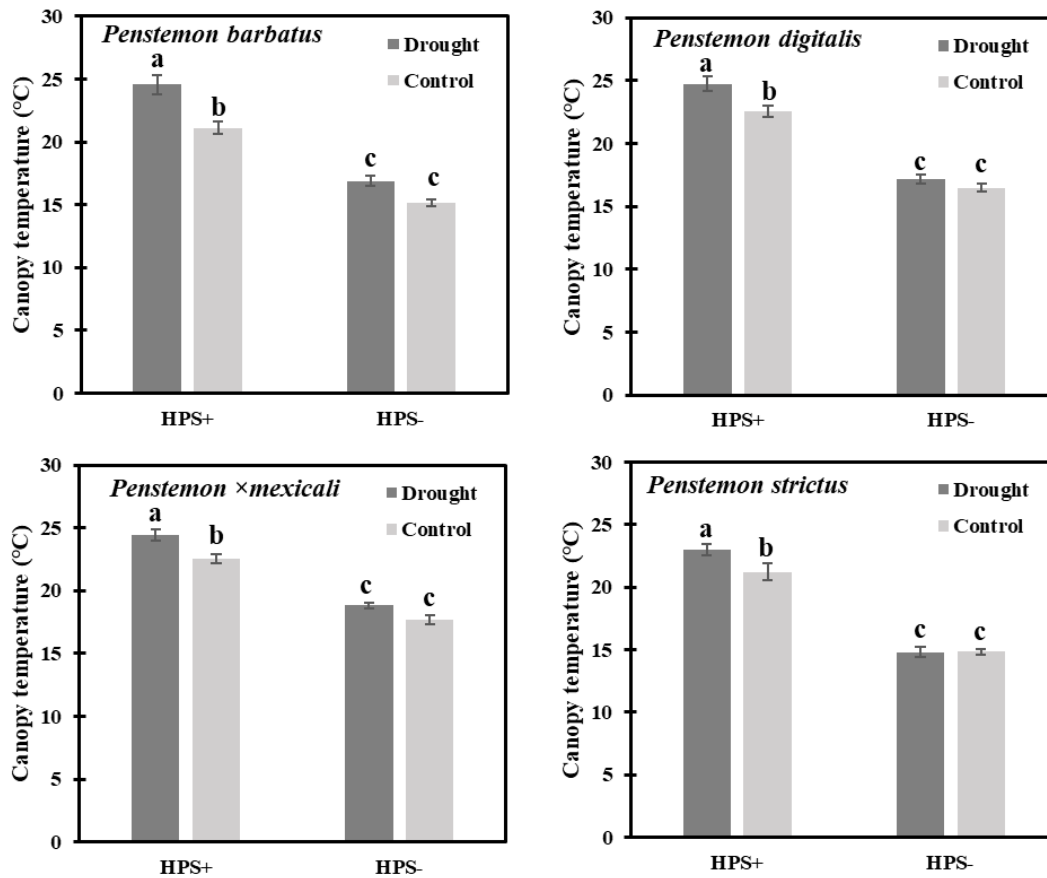 Penstemon barbatus
Drought
Control
Canopy temperature (°C)
30
25
20
15
10
5
0
a
b
c
c
HPS+
HPS-
Penstemon digitalis
Drought
Control
Canopy temperature (°C)
30
25
20
15
10
5
0
a
b
c
c
HPS+
HPS-
Penstemon ×mexicali
Drought
Control
Canopy temperature (°C)
30
25
20
15
10
5
0
a
b
c
c
HPS+
HPS-
Penstemon strictus
Drought
Control
Canopy temperature (°C)
30
25
20
15
10
5
0
a
b
c
c
HPS+
HPS-